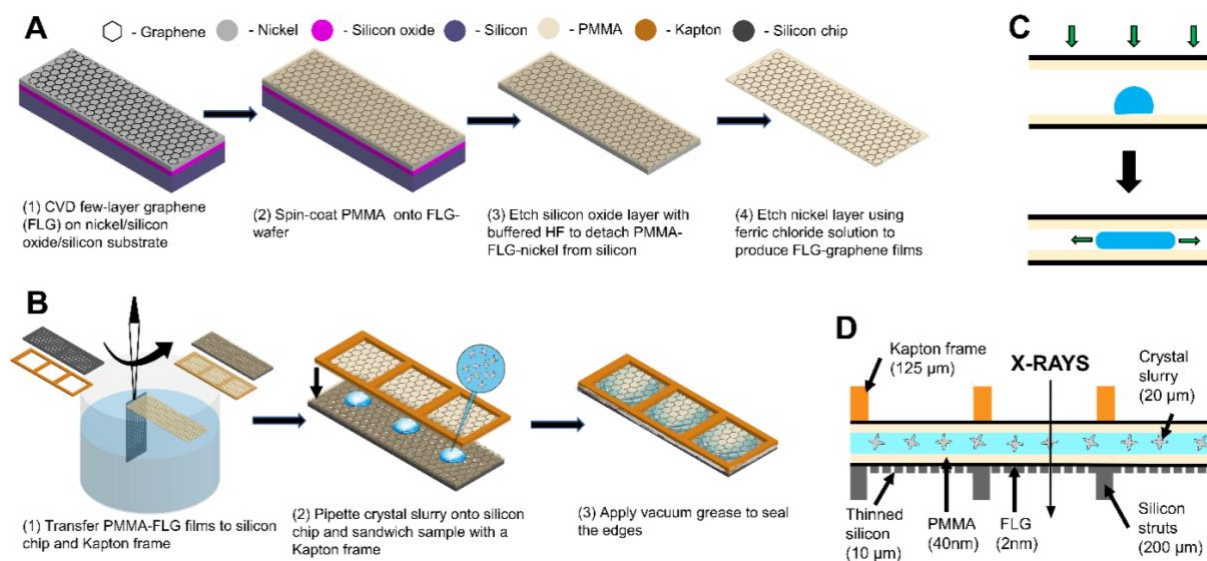 A
- Graphene - Nickel - Silicon oxide - Silicon - PMMA - Kapton - Silicon chip
(1) CVD few-layer graphene
(FLG) on nickel/silicon
oxide/silicon substrate
(2) Spin-coat PMMA onto FLG-
wafer
(3) Etch silicon oxide layer with
buffered HF to detach PMMA-
FLG-nickel from silicon
(4) Etch nickel layer using
ferric chloride solution to
produce FLG-graphene films
C
B
(1) Transfer PMMA-FLG films to silicon
chip and Kapton frame
(2) Pipette crystal slurry onto silicon
chip and sandwich sample with a
Kapton frame
(3) Apply vacuum grease to seal
the edges
D
Kapton frame
(125 µm)
X-RAYS
Crystal
slurry
(20 µm)
Thinned
silicon
(10 µm)
PMMA
(40nm)
FLG
(2nm)
Silicon
struts
(200 µm)